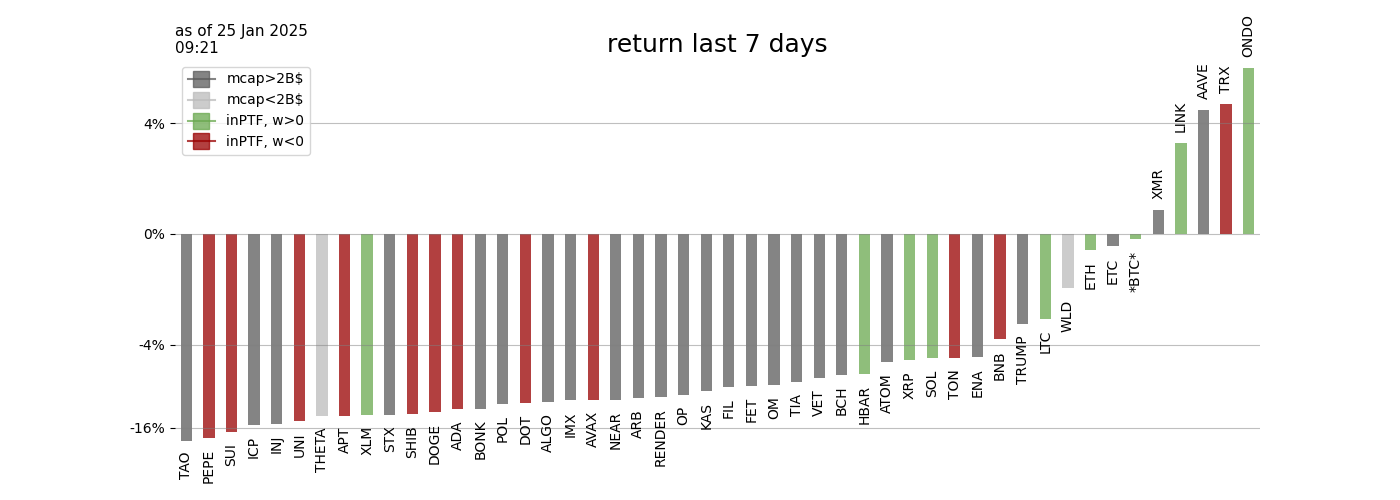 as of 25 Jan 2025
09:21
return last 7 days
mcap>2B$
mcap<2B$
inPTF, w>0
inPTF, w<0
4%
0%
-4%
-16%
TAO
PEPE
SUI
ICP
INJ
UNI
THETA
APT
XLM
STX
SHIB
DOGE
ADA
BONK
POL
DOT
ALGO
IMX
AVAX
NEAR
ARB
RENDER
OP
KAS
FIL
FET
OM
TIA
VET
BCH
HBAR
ATOM
XRP
SOL
TON
ENA
BNB
TRUMP
LTC
WLD
ETH
ETC
*BTC*
XMR
LINK
AAVE
TRX
ONDO